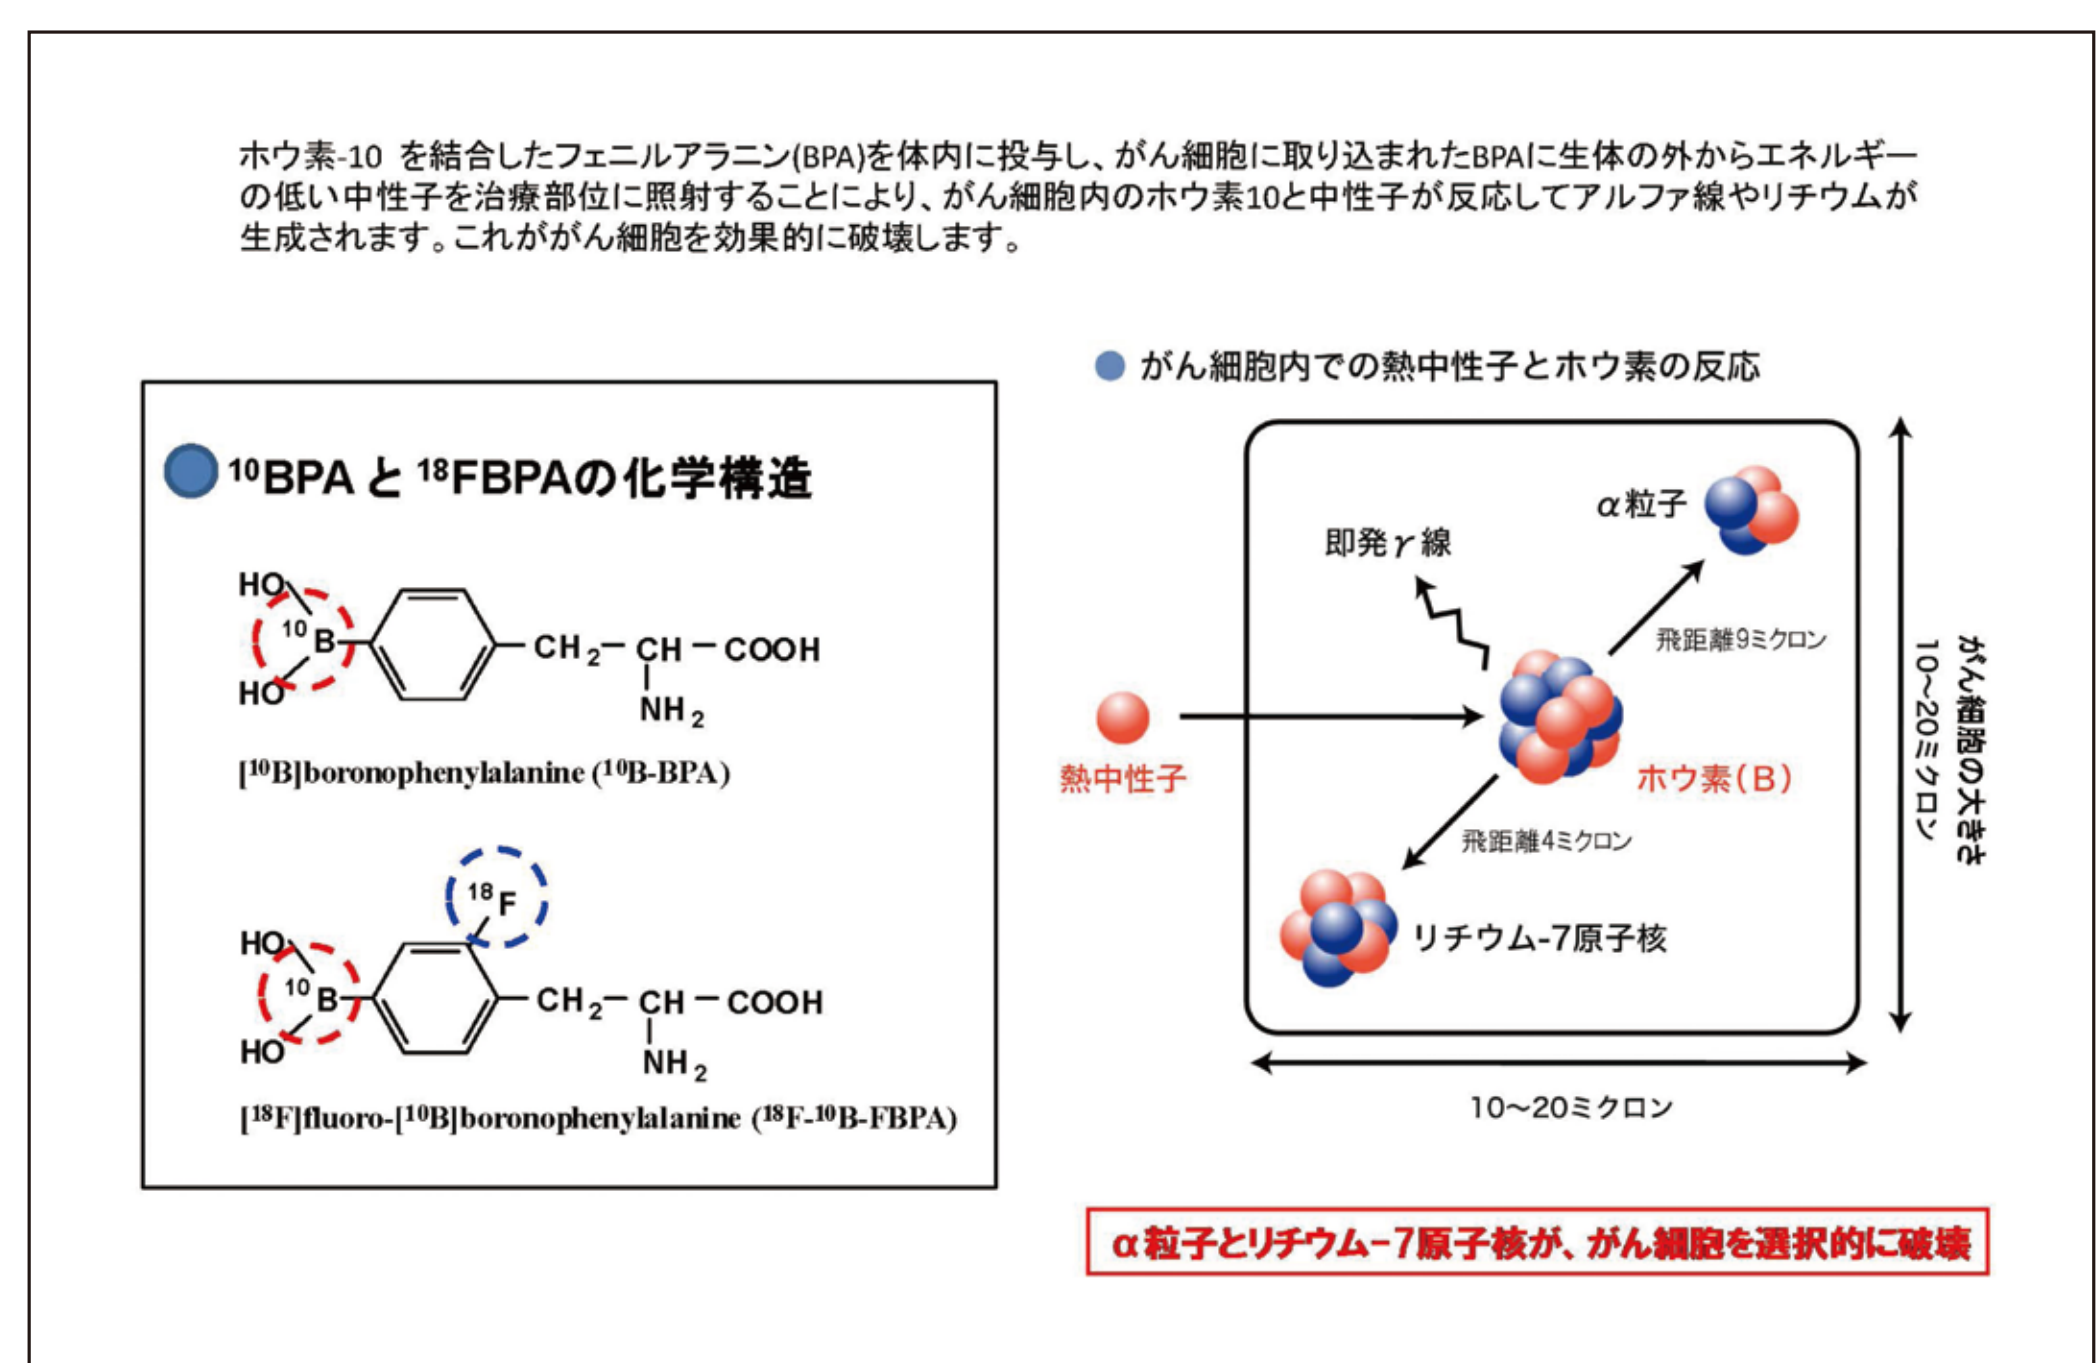 ホウ素-10 を結合したフェニルアラニン(BPA)を体内に投与し、がん細胞に取り込まれたBPAに生体の外からエネルギー
の低い中性子を治療部位に照射することにより、がん細胞内のホウ素10と中性子が反応してアルファ線やリチウムが
生成されます。これががん細胞を効果的に破壊します。
¹⁰BPAと¹⁸FBPAの化学構造
HO
¹⁰B
HO
CH₂－CH－COOH
NH₂
[¹⁰B]boronophenylalanine (¹⁰B-BPA)
¹⁸F
HO
¹⁰B
HO
CH₂－CH－COOH
NH₂
[¹⁸F]fluoro-[¹⁰B]boronophenylalanine (¹⁸F-¹⁰B-FBPA)
がん細胞内での熱中性子とホウ素の反応
α粒子
即発γ線
飛距離9ミクロン
熱中性子
ホウ素(B)
飛距離4ミクロン
リチウム-7原子核
がん細胞の大きさ
10〜20ミクロン
10〜20ミクロン
α粒子とリチウム-7原子核が、がん細胞を選択的に破壊